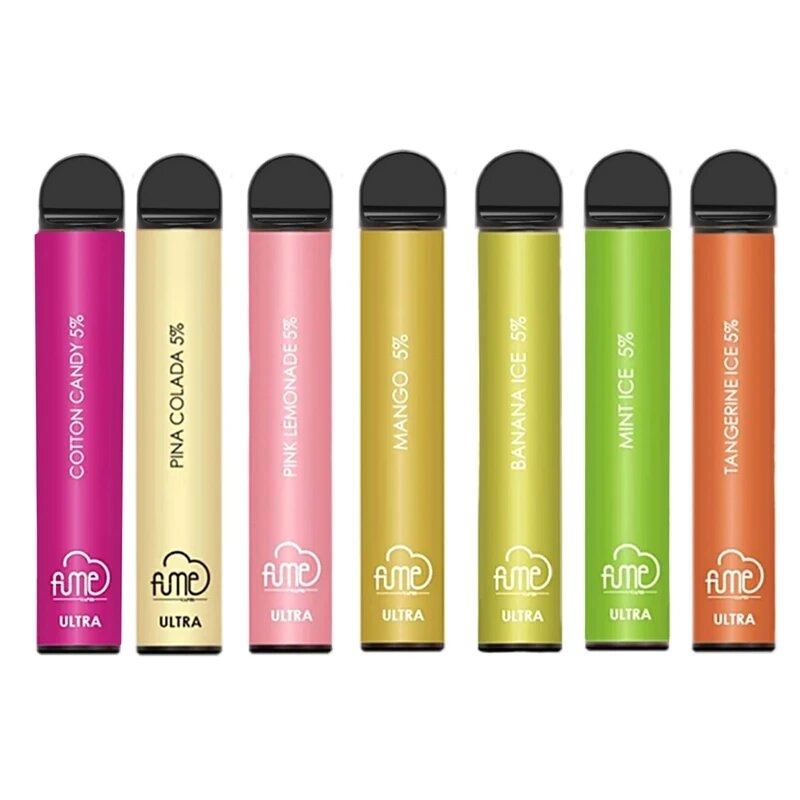 COTTON CANDY 5%
fume
ULTRA
PINA COLADA 5%
fume
ULTRA
PINK LEMONADE 5%
fume
ULTRA
MANGO 5%
fume
ULTRA
BANANA ICE 5%
fume
ULTRA
MINT ICE 5%
fume
ULTRA
TANGERINE ICE 5%
fume
ULTRA